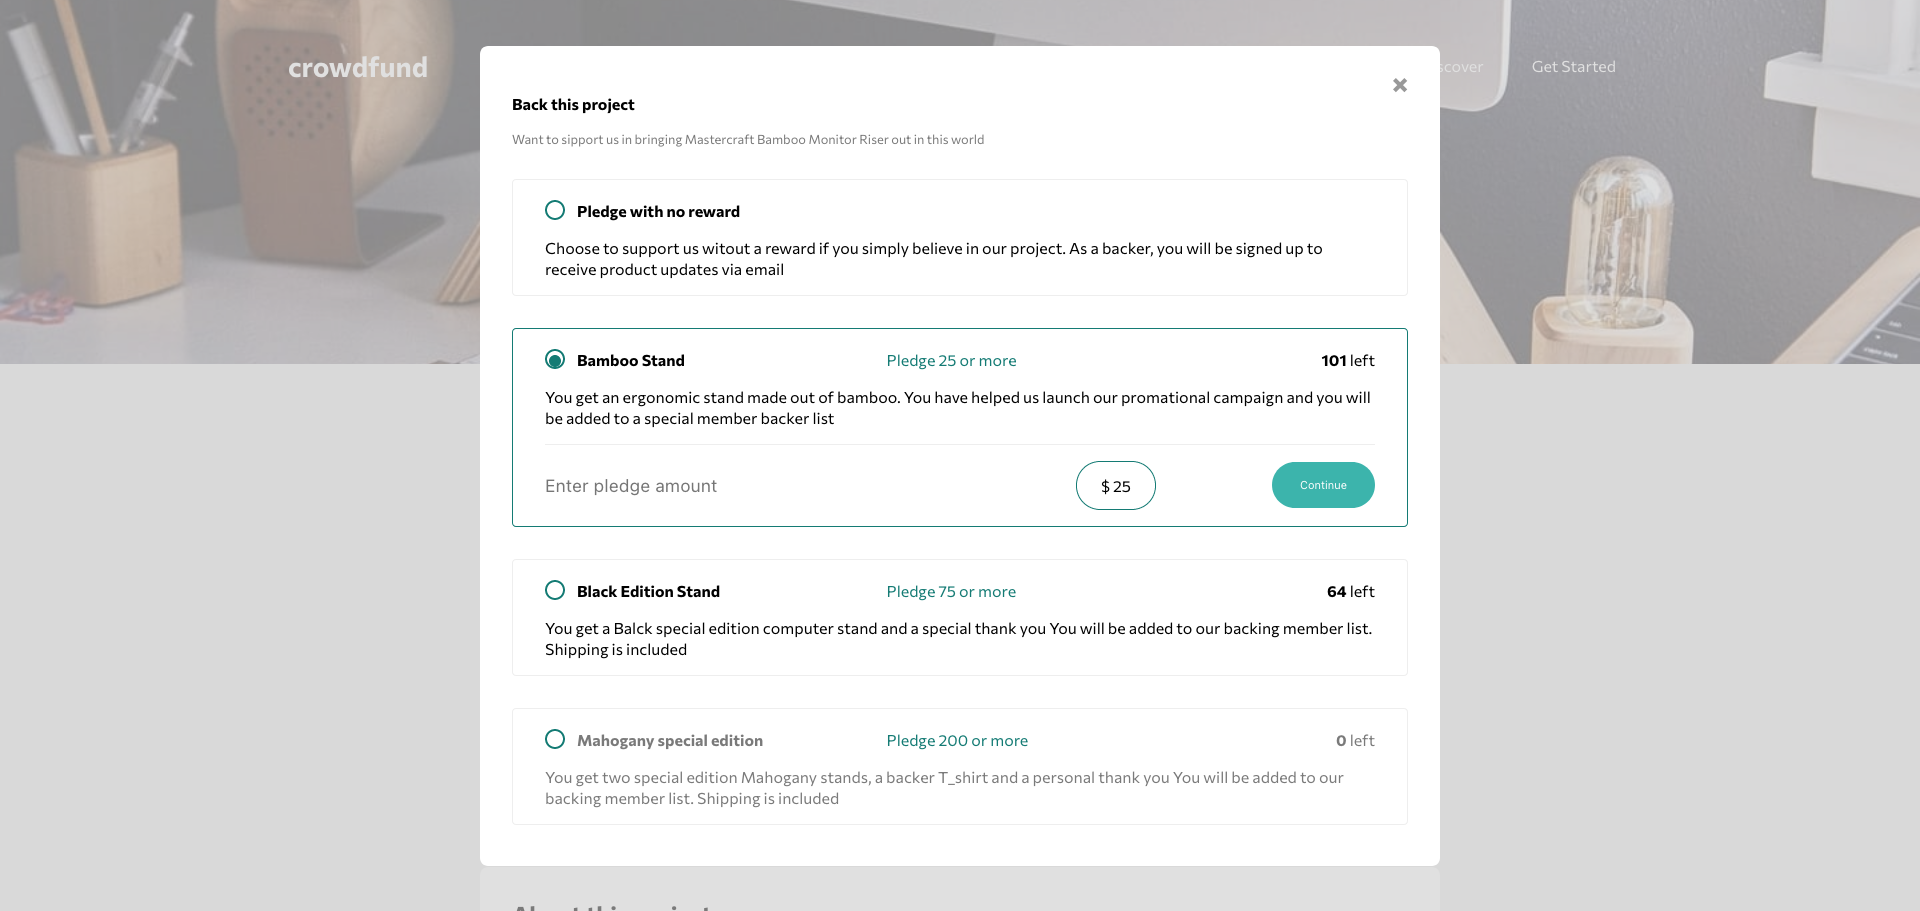 crowdfund
scover
Get Started
Back this project
Want to sipport us in bringing Mastercraft Bamboo Monitor Riser out in this world
Pledge with no reward
Choose to support us witout a reward if you simply believe in our project. As a backer, you will be signed up to
receive product updates via email
Bamboo Stand Pledge 25 or more 101 left
You get an ergonomic stand made out of bamboo. You have helped us launch our promational campaign and you will
be added to a special member backer list
Enter pledge amount $ 25 Continue
Black Edition Stand Pledge 75 or more 64 left
You get a Balck special edition computer stand and a special thank you You will be added to our backing member list.
Shipping is included
Mahogany special edition Pledge 200 or more 0 left
You get two special edition Mahogany stands, a backer T_shirt and a personal thank you You will be added to our
backing member list. Shipping is included
About this project